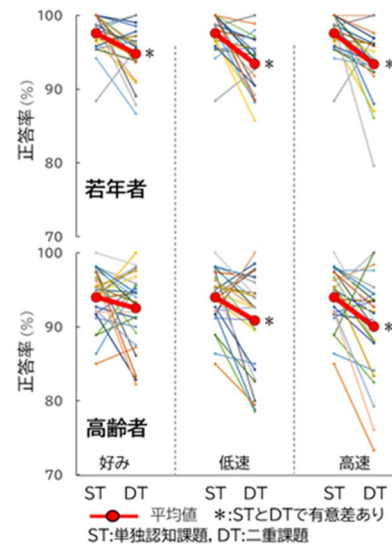 100
90
80
70
正答率(%)
若年者
*
*
*
100
90
80
70
正答率(%)
高齢者
*
*
好み
低速
高速
ST DT ST DT ST DT
平均値 *:STとDTで有意差あり
ST:単独認知課題, DT:二重課題